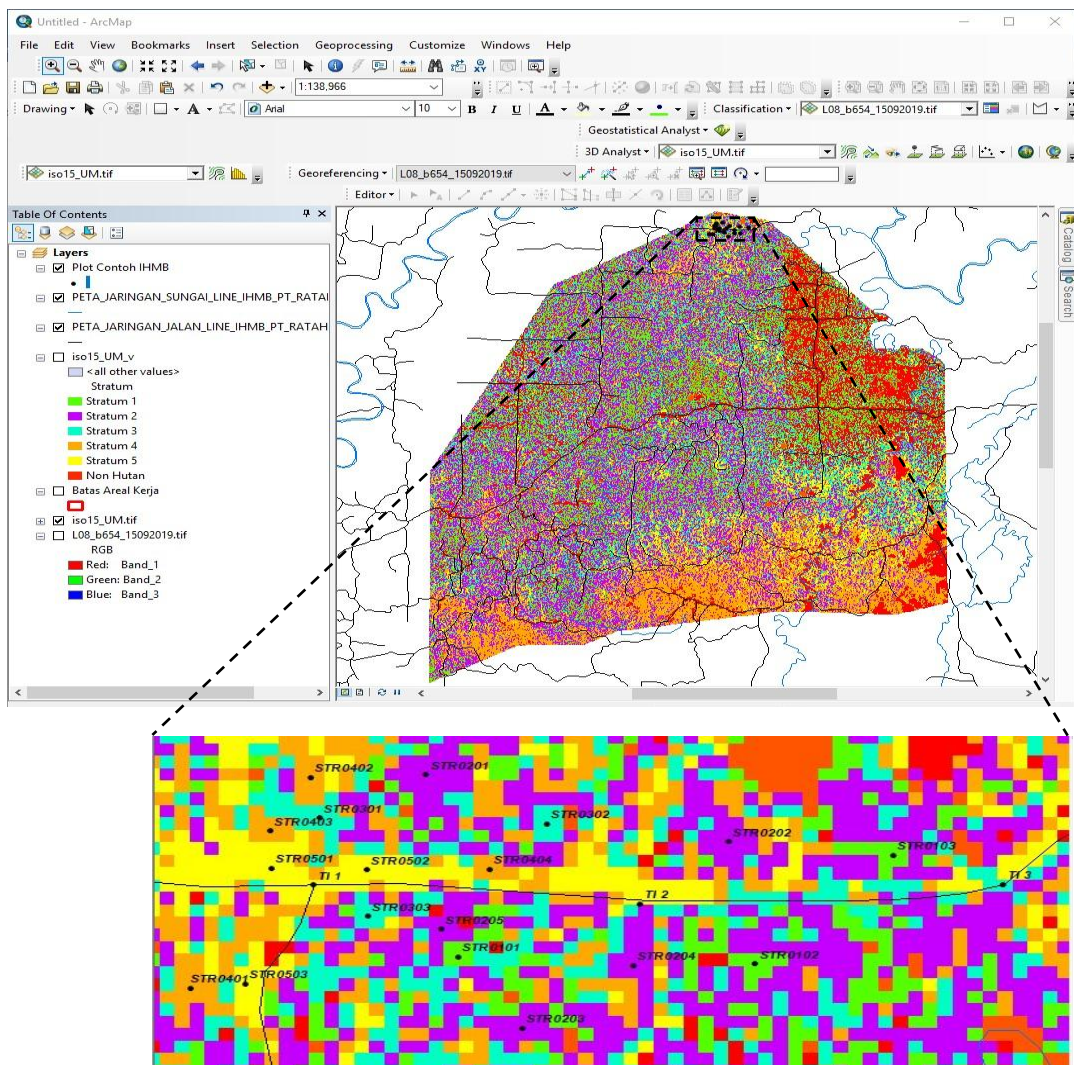 Untitled - ArcMap
File Edit View Bookmarks Insert Selection Geoprocessing Customize Windows Help
1:138,966
Drawing Arial 10 B I U A Classification L08_b654_15092019.tif
Geostatistical Analyst
3D Analyst iso15_UM.tif
iso15_UM.tif Georeferencing L08_b654_15092019.tif
Editor
Table Of Contents
Layers
Plot Contoh IHMB
PETA_JARINGAN_SUNGAI_LINE_IHMB_PT_RATAI
PETA_JARINGAN_JALAN_LINE_IHMB_PT_RATAH
iso15_UM_v
<all other values>
Stratum
Stratum 1
Stratum 2
Stratum 3
Stratum 4
Stratum 5
Non Hutan
Batas Areal Kerja
iso15_UM.tif
L08_b654_15092019.tif
RGB
Red: Band_1
Green: Band_2
Blue: Band_3
Catalog
Search
STR0402
STR0201
STR0301
STR0403
STR0302
STR0202
STR0103
STR0501
STR0502
STR0404
TI 1
TI 3
TI 2
STR0303
STR0205
STR0101
STR0204
STR0102
STR0401
STR0503
STR0203